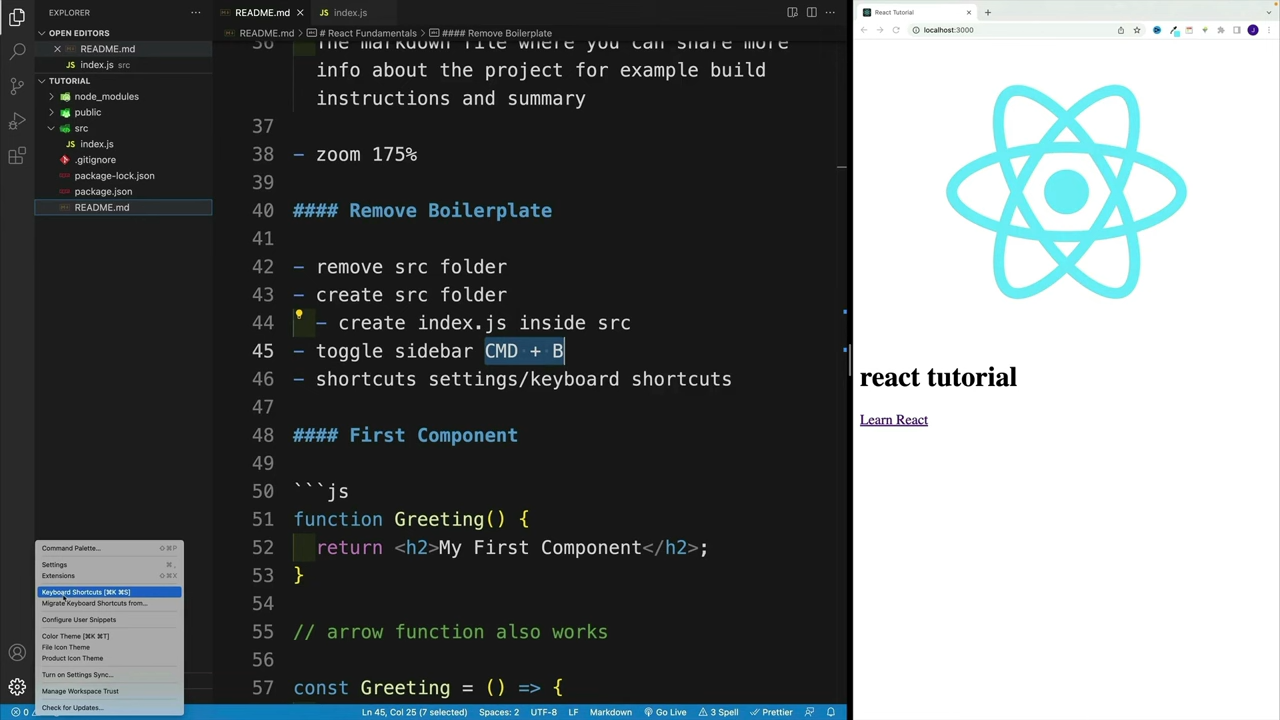 EXPLORER
···
OPEN EDITORS
README.md
index.js src
TUTORIAL
node_modules
public
src
index.js
.gitignore
package-lock.json
package.json
README.md
README.md
index.js
README.md > # React Fundamentals > #### Remove Boilerplate
36
The markdown file where you can share more
info about the project for example build
instructions and summary
37
38 - zoom 175%
39
40 #### Remove Boilerplate
41
42 - remove src folder
43 - create src folder
44 - create index.js inside src
45 - toggle sidebar CMD + B
46 - shortcuts settings/keyboard shortcuts
47
48 #### First Component
49
50 ```js
51 function Greeting() {
52 return <h2>My First Component</h2>;
53 }
54
55 // arrow function also works
56
57 const Greeting = () => {
Command Palette... ⇧⌘P
Settings ⌘,
Extensions ⇧⌘X
Keyboard Shortcuts [⌘K ⌘S]
Migrate Keyboard Shortcuts from...
Configure User Snippets
Color Theme [⌘K ⌘T]
File Icon Theme
Product Icon Theme
Turn on Settings Sync...
Manage Workspace Trust
Check for Updates...
0
Ln 45, Col 25 (7 selected)
Spaces: 2
UTF-8
LF
Markdown
Go Live
3 Spell
Prettier
React Tutorial
localhost:3000
J
react tutorial
Learn React